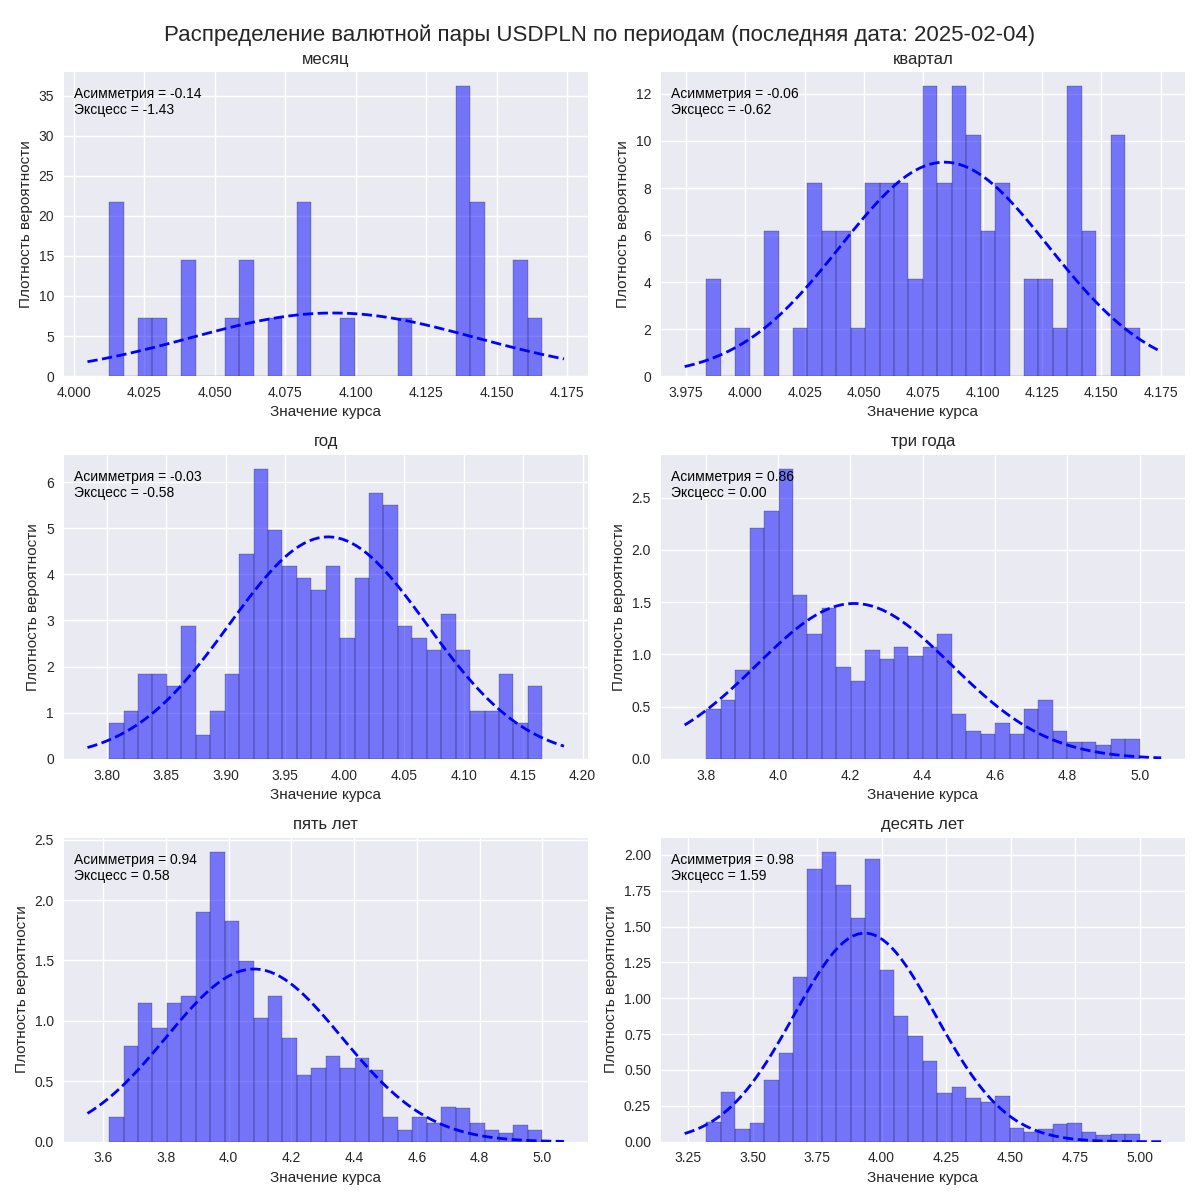 Распределение валютной пары USDPLN по периодам (последняя дата: 2025-02-04)
месяц
Асимметрия = -0.14
Эксцесс = -1.43
Плотность вероятности
35
30
25
20
15
10
5
0
4.000 4.025 4.050 4.075 4.100 4.125 4.150 4.175
Значение курса
квартал
Асимметрия = -0.06
Эксцесс = -0.62
Плотность вероятности
12
10
8
6
4
2
0
3.975 4.000 4.025 4.050 4.075 4.100 4.125 4.150 4.175
Значение курса
год
Асимметрия = -0.03
Эксцесс = -0.58
Плотность вероятности
6
5
4
3
2
1
0
3.80 3.85 3.90 3.95 4.00 4.05 4.10 4.15 4.20
Значение курса
три года
Асимметрия = 0.86
Эксцесс = 0.00
Плотность вероятности
2.5
2.0
1.5
1.0
0.5
0.0
3.8 4.0 4.2 4.4 4.6 4.8 5.0
Значение курса
пять лет
Асимметрия = 0.94
Эксцесс = 0.58
Плотность вероятности
2.5
2.0
1.5
1.0
0.5
0.0
3.6 3.8 4.0 4.2 4.4 4.6 4.8 5.0
Значение курса
десять лет
Асимметрия = 0.98
Эксцесс = 1.59
Плотность вероятности
2.00
1.75
1.50
1.25
1.00
0.75
0.50
0.25
0.00
3.25 3.50 3.75 4.00 4.25 4.50 4.75 5.00
Значение курса